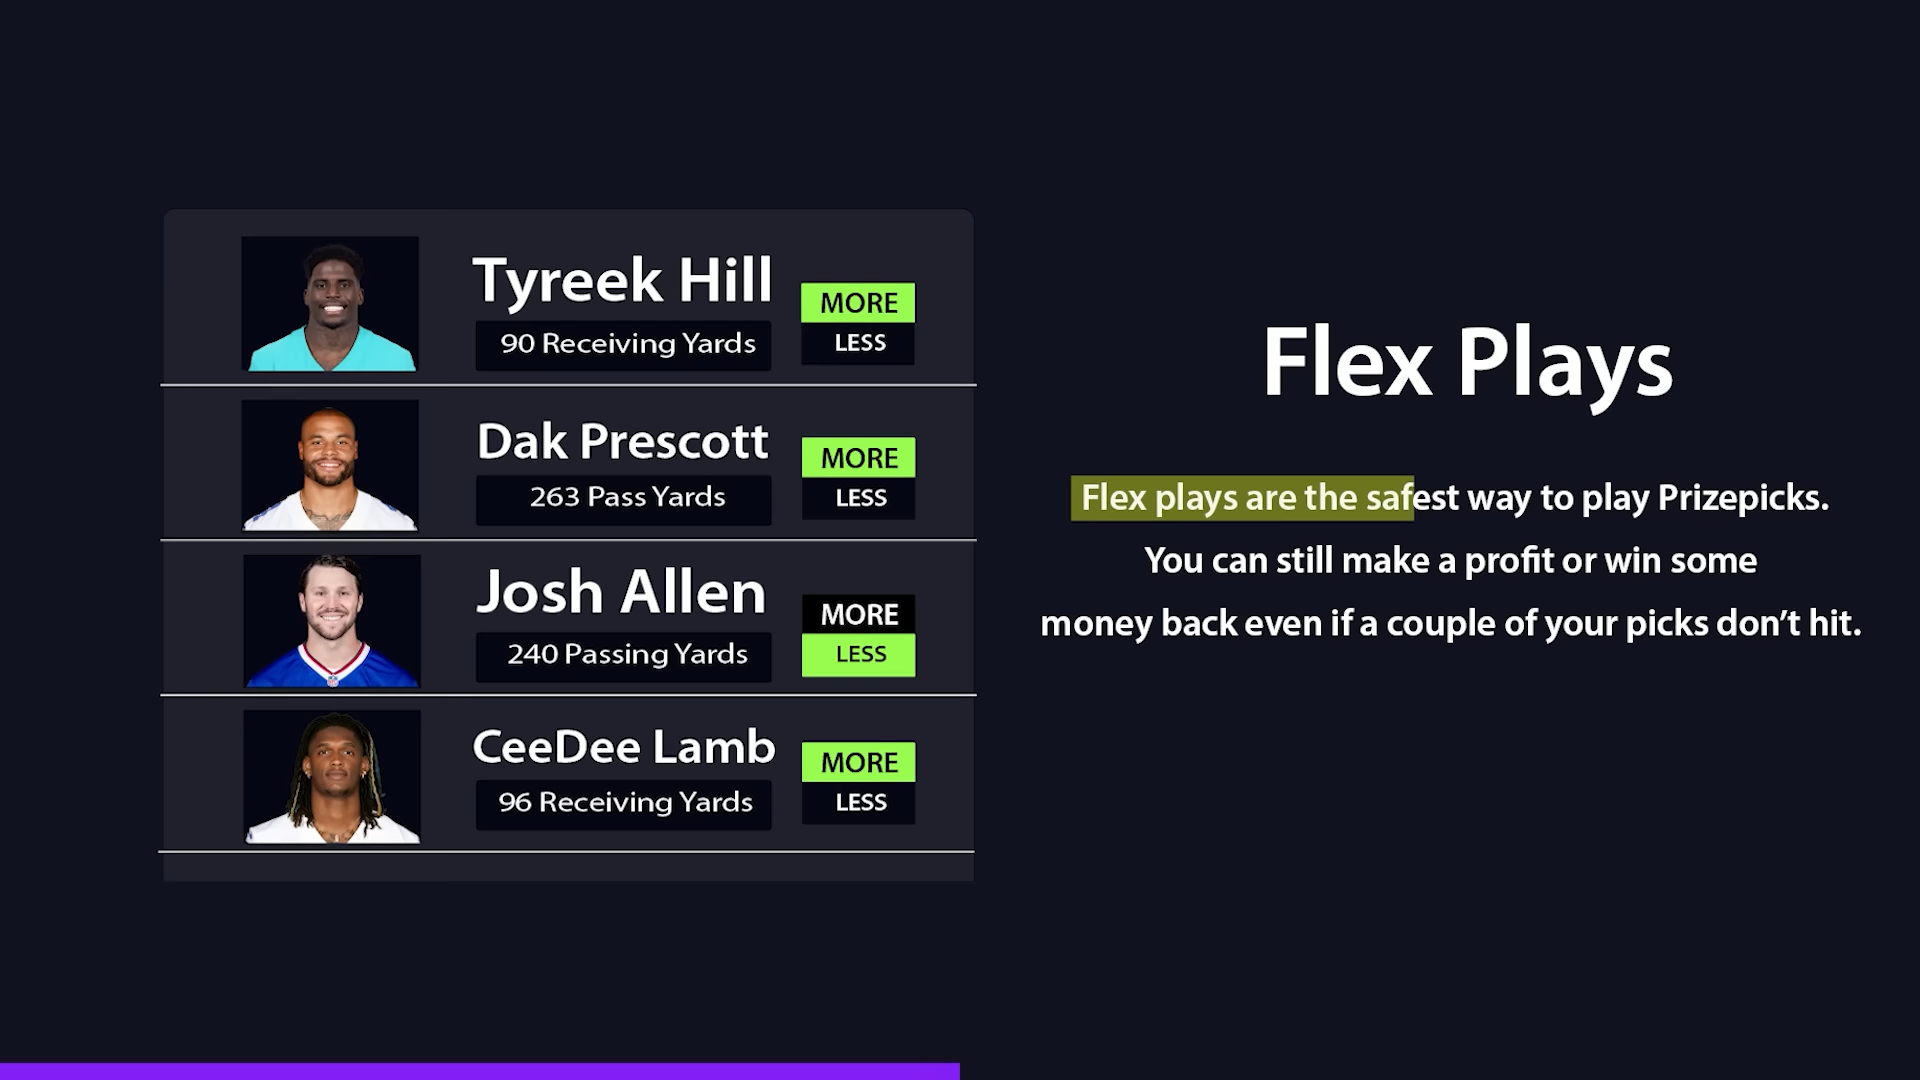 Tyreek Hill
90 Receiving Yards
MORE
LESS
Dak Prescott
263 Pass Yards
MORE
LESS
Josh Allen
240 Passing Yards
MORE
LESS
CeeDee Lamb
96 Receiving Yards
MORE
LESS
Flex Plays
Flex plays are the safest way to play Prizepicks.
You can still make a profit or win some
money back even if a couple of your picks don’t hit.